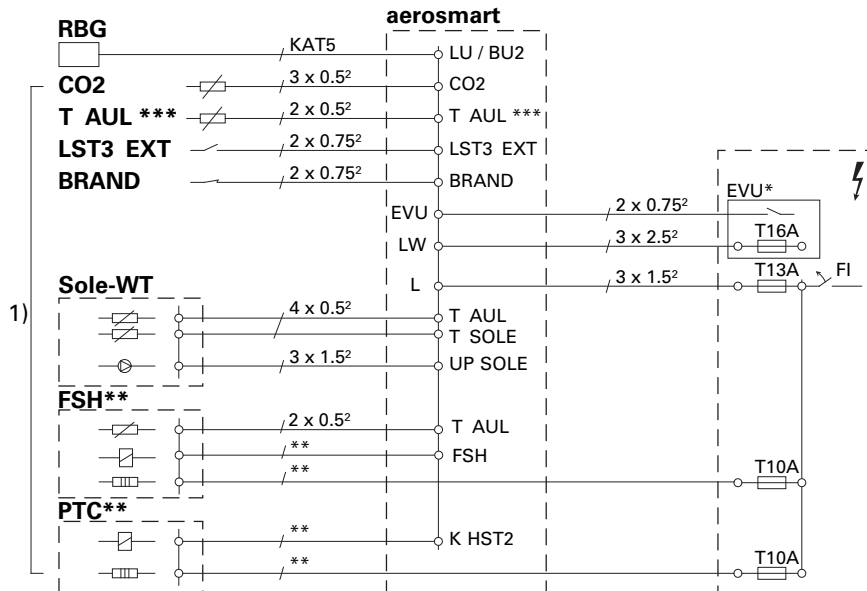 aerosmart
RBG
KAT5
LU / BU2
CO2
3 x 0.5²
CO2
T AUL ***
2 x 0.5²
T AUL ***
LST3 EXT
2 x 0.75²
LST3 EXT
BRAND
2 x 0.75²
BRAND
EVU*
EVU
2 x 0.75²
LW
3 x 2.5²
T16A
L
3 x 1.5²
T13A
FI
1)
Sole-WT
4 x 0.5²
T AUL
T SOLE
3 x 1.5²
UP SOLE
FSH**
2 x 0.5²
T AUL
**
FSH
**
T10A
PTC**
**
K HST2
**
T10A